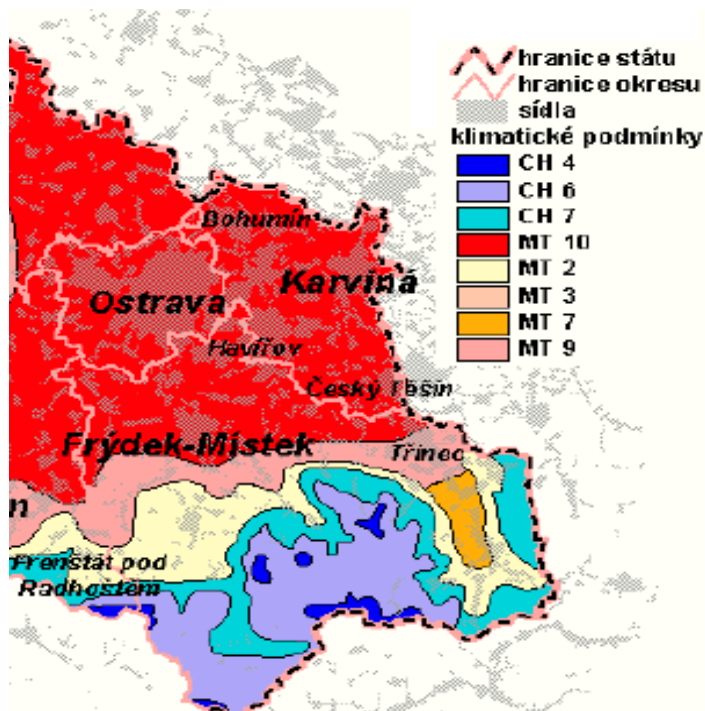 hranice státu
hranice okresu
sídla
klimatické podmínky
CH 4
CH 6
CH 7
MT 10
MT 2
MT 3
MT 7
MT 9
Bohumín
Ostrava
Karviná
Havířov
Český Těšín
Frýdek-Místek
Třinec
n
Frenštát pod
Radhoštěm